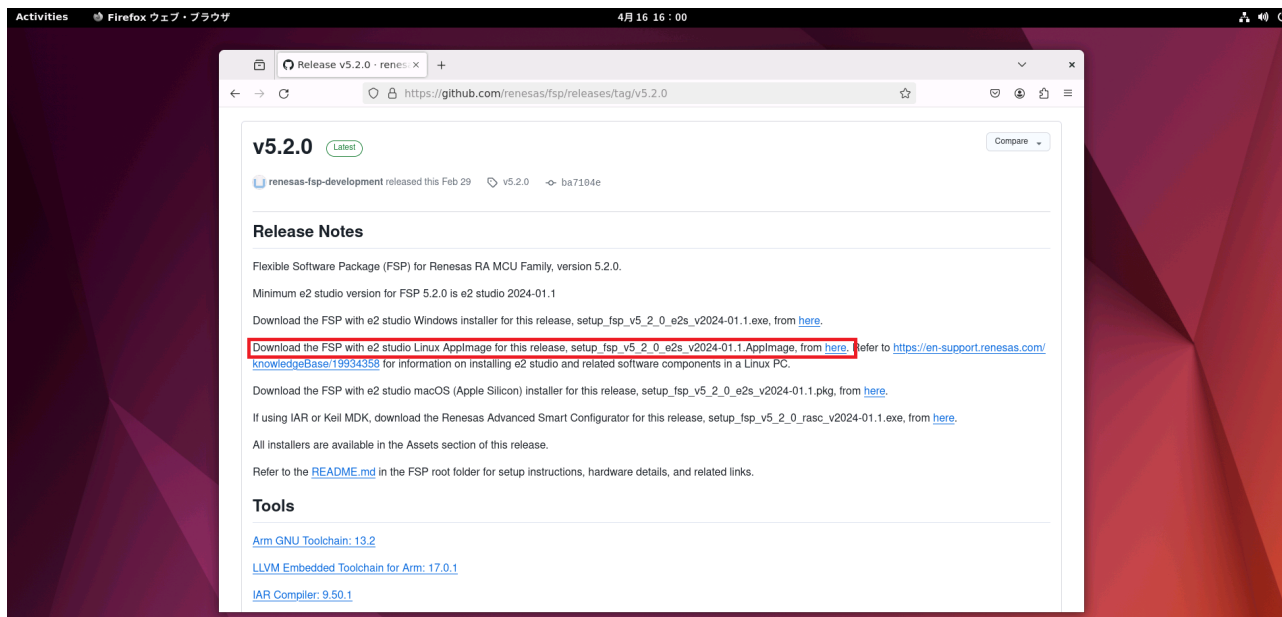 Activities Firefox ウェブ・ブラウザ 4月 16 16：00
Release v5.2.0 · renes
https://github.com/renesas/fsp/releases/tag/v5.2.0
v5.2.0 Latest Compare
renesas-fsp-development released this Feb 29 v5.2.0 ba7104e
Release Notes
Flexible Software Package (FSP) for Renesas RA MCU Family, version 5.2.0.
Minimum e2 studio version for FSP 5.2.0 is e2 studio 2024-01.1
Download the FSP with e2 studio Windows installer for this release, setup_fsp_v5_2_0_e2s_v2024-01.1.exe, from here.
Download the FSP with e2 studio Linux AppImage for this release, setup_fsp_v5_2_0_e2s_v2024-01.1.AppImage, from here. Refer to https://en-support.renesas.com/
knowledgeBase/19934358 for information on installing e2 studio and related software components in a Linux PC.
Download the FSP with e2 studio macOS (Apple Silicon) installer for this release, setup_fsp_v5_2_0_e2s_v2024-01.1.pkg, from here.
If using IAR or Keil MDK, download the Renesas Advanced Smart Configurator for this release, setup_fsp_v5_2_0_rasc_v2024-01.1.exe, from here.
All installers are available in the Assets section of this release.
Refer to the README.md in the FSP root folder for setup instructions, hardware details, and related links.
Tools
Arm GNU Toolchain: 13.2
LLVM Embedded Toolchain for Arm: 17.0.1
IAR Compiler: 9.50.1